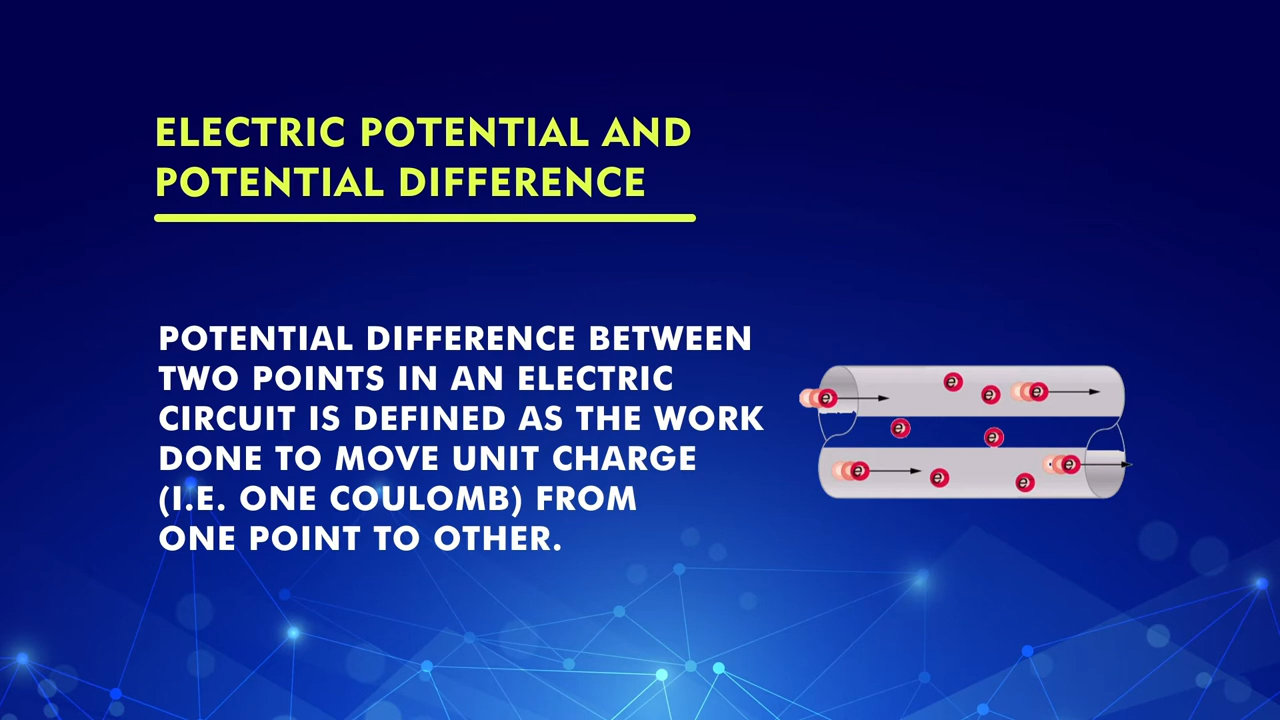 ELECTRIC POTENTIAL AND
POTENTIAL DIFFERENCE
POTENTIAL DIFFERENCE BETWEEN
TWO POINTS IN AN ELECTRIC
CIRCUIT IS DEFINED AS THE WORK
DONE TO MOVE UNIT CHARGE
(I.E. ONE COULOMB) FROM
ONE POINT TO OTHER.